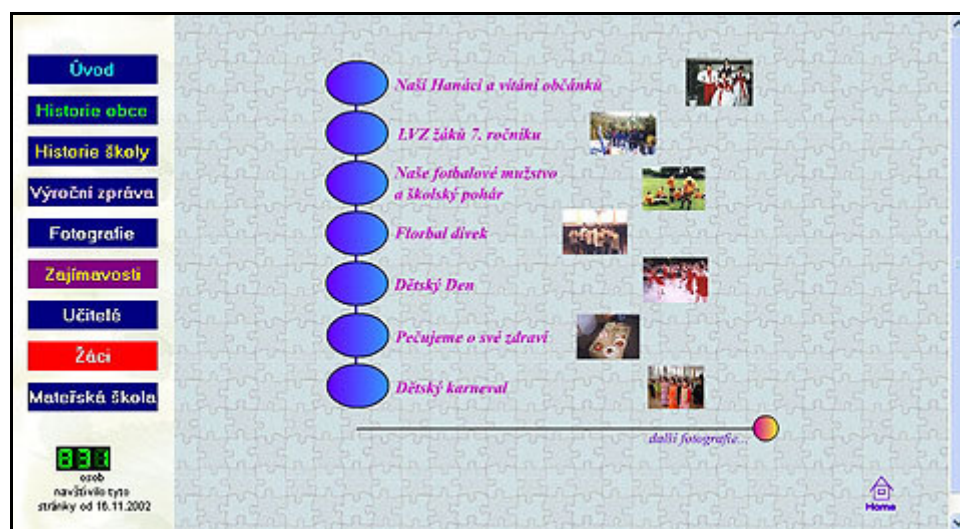 Úvod
Historie obce
Historie školy
Výroční zpráva
Fotografie
Zajímavosti
Učitelé
Žáci
Mateřská škola
831
osob
navštívilo tyto
stránky od 16.11.2002
Naši Hanáci a vítání občánků
LVZ žáků 7. ročníku
Naše fotbalové mužstvo
a školský pohár
Florbal dívek
Dětský Den
Pečujeme o své zdraví
Dětský karneval
další fotografie...
Home